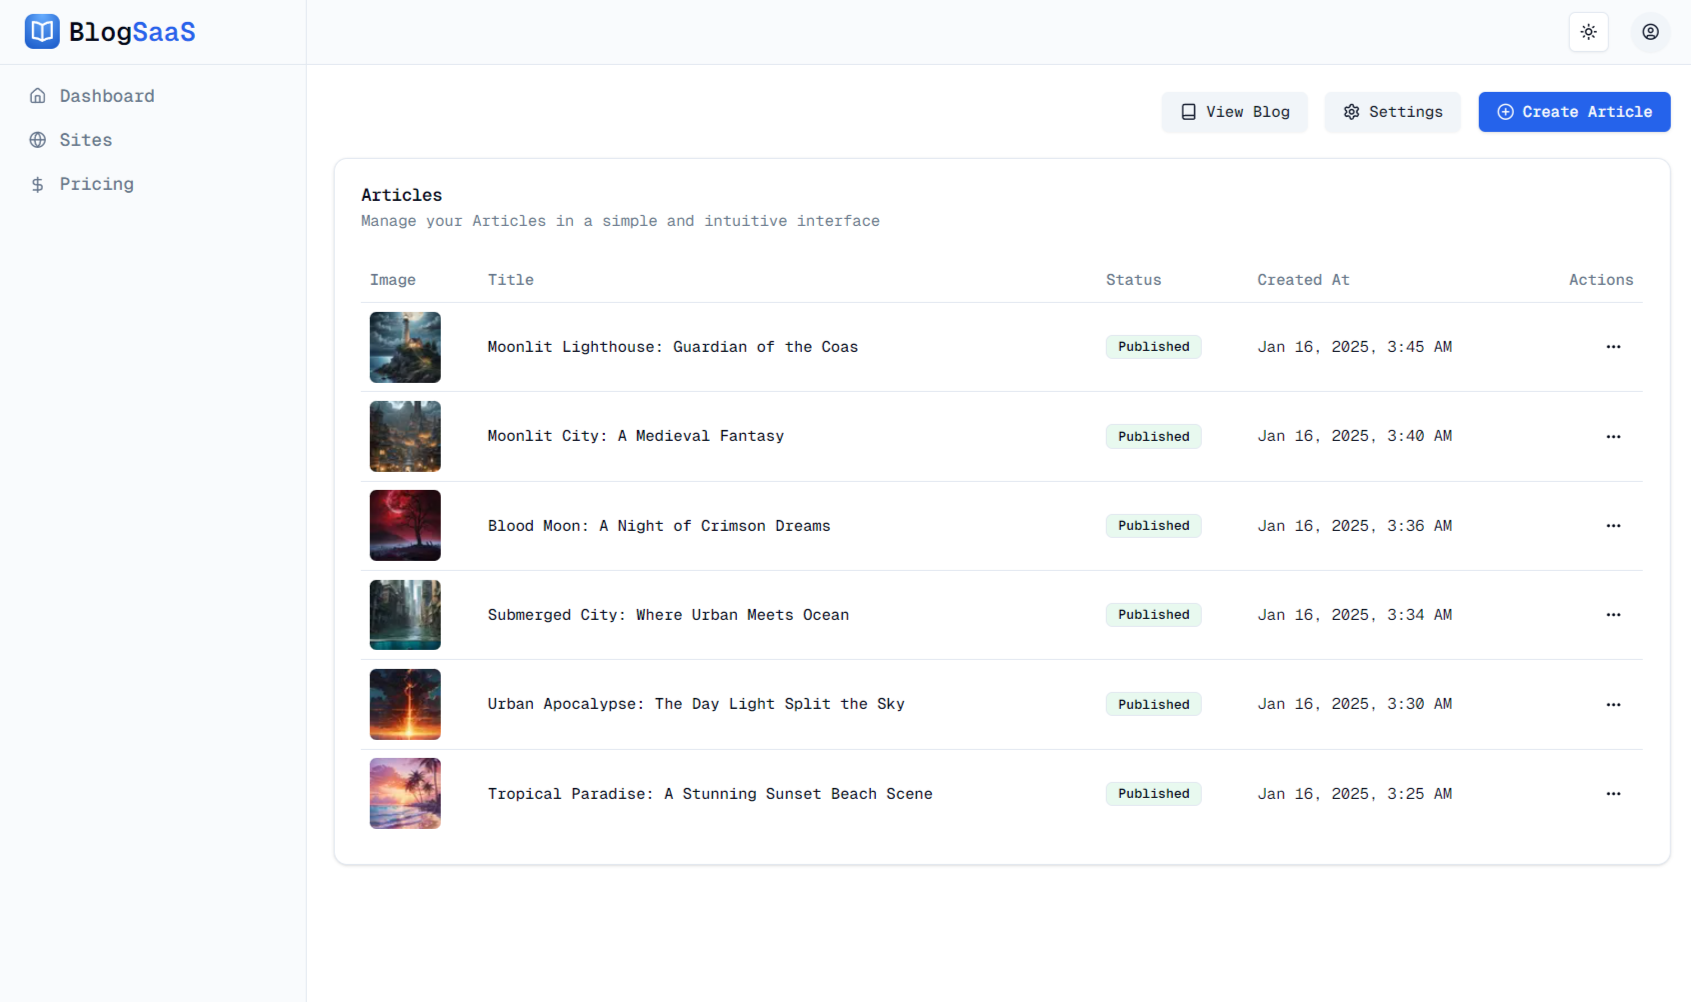 BlogSaaS
Dashboard
Sites
Pricing
View Blog
Settings
Create Article
Articles
Manage your Articles in a simple and intuitive interface
Image Title Status Created At Actions
Moonlit Lighthouse: Guardian of the Coas Published Jan 16, 2025, 3:45 AM
Moonlit City: A Medieval Fantasy Published Jan 16, 2025, 3:40 AM
Blood Moon: A Night of Crimson Dreams Published Jan 16, 2025, 3:36 AM
Submerged City: Where Urban Meets Ocean Published Jan 16, 2025, 3:34 AM
Urban Apocalypse: The Day Light Split the Sky Published Jan 16, 2025, 3:30 AM
Tropical Paradise: A Stunning Sunset Beach Scene Published Jan 16, 2025, 3:25 AM